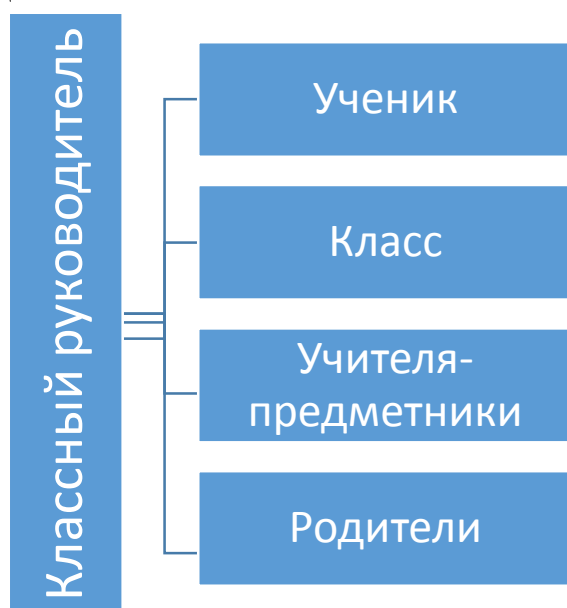 Классный руководитель
Ученик
Класс
Учителя-
предметники
Родители